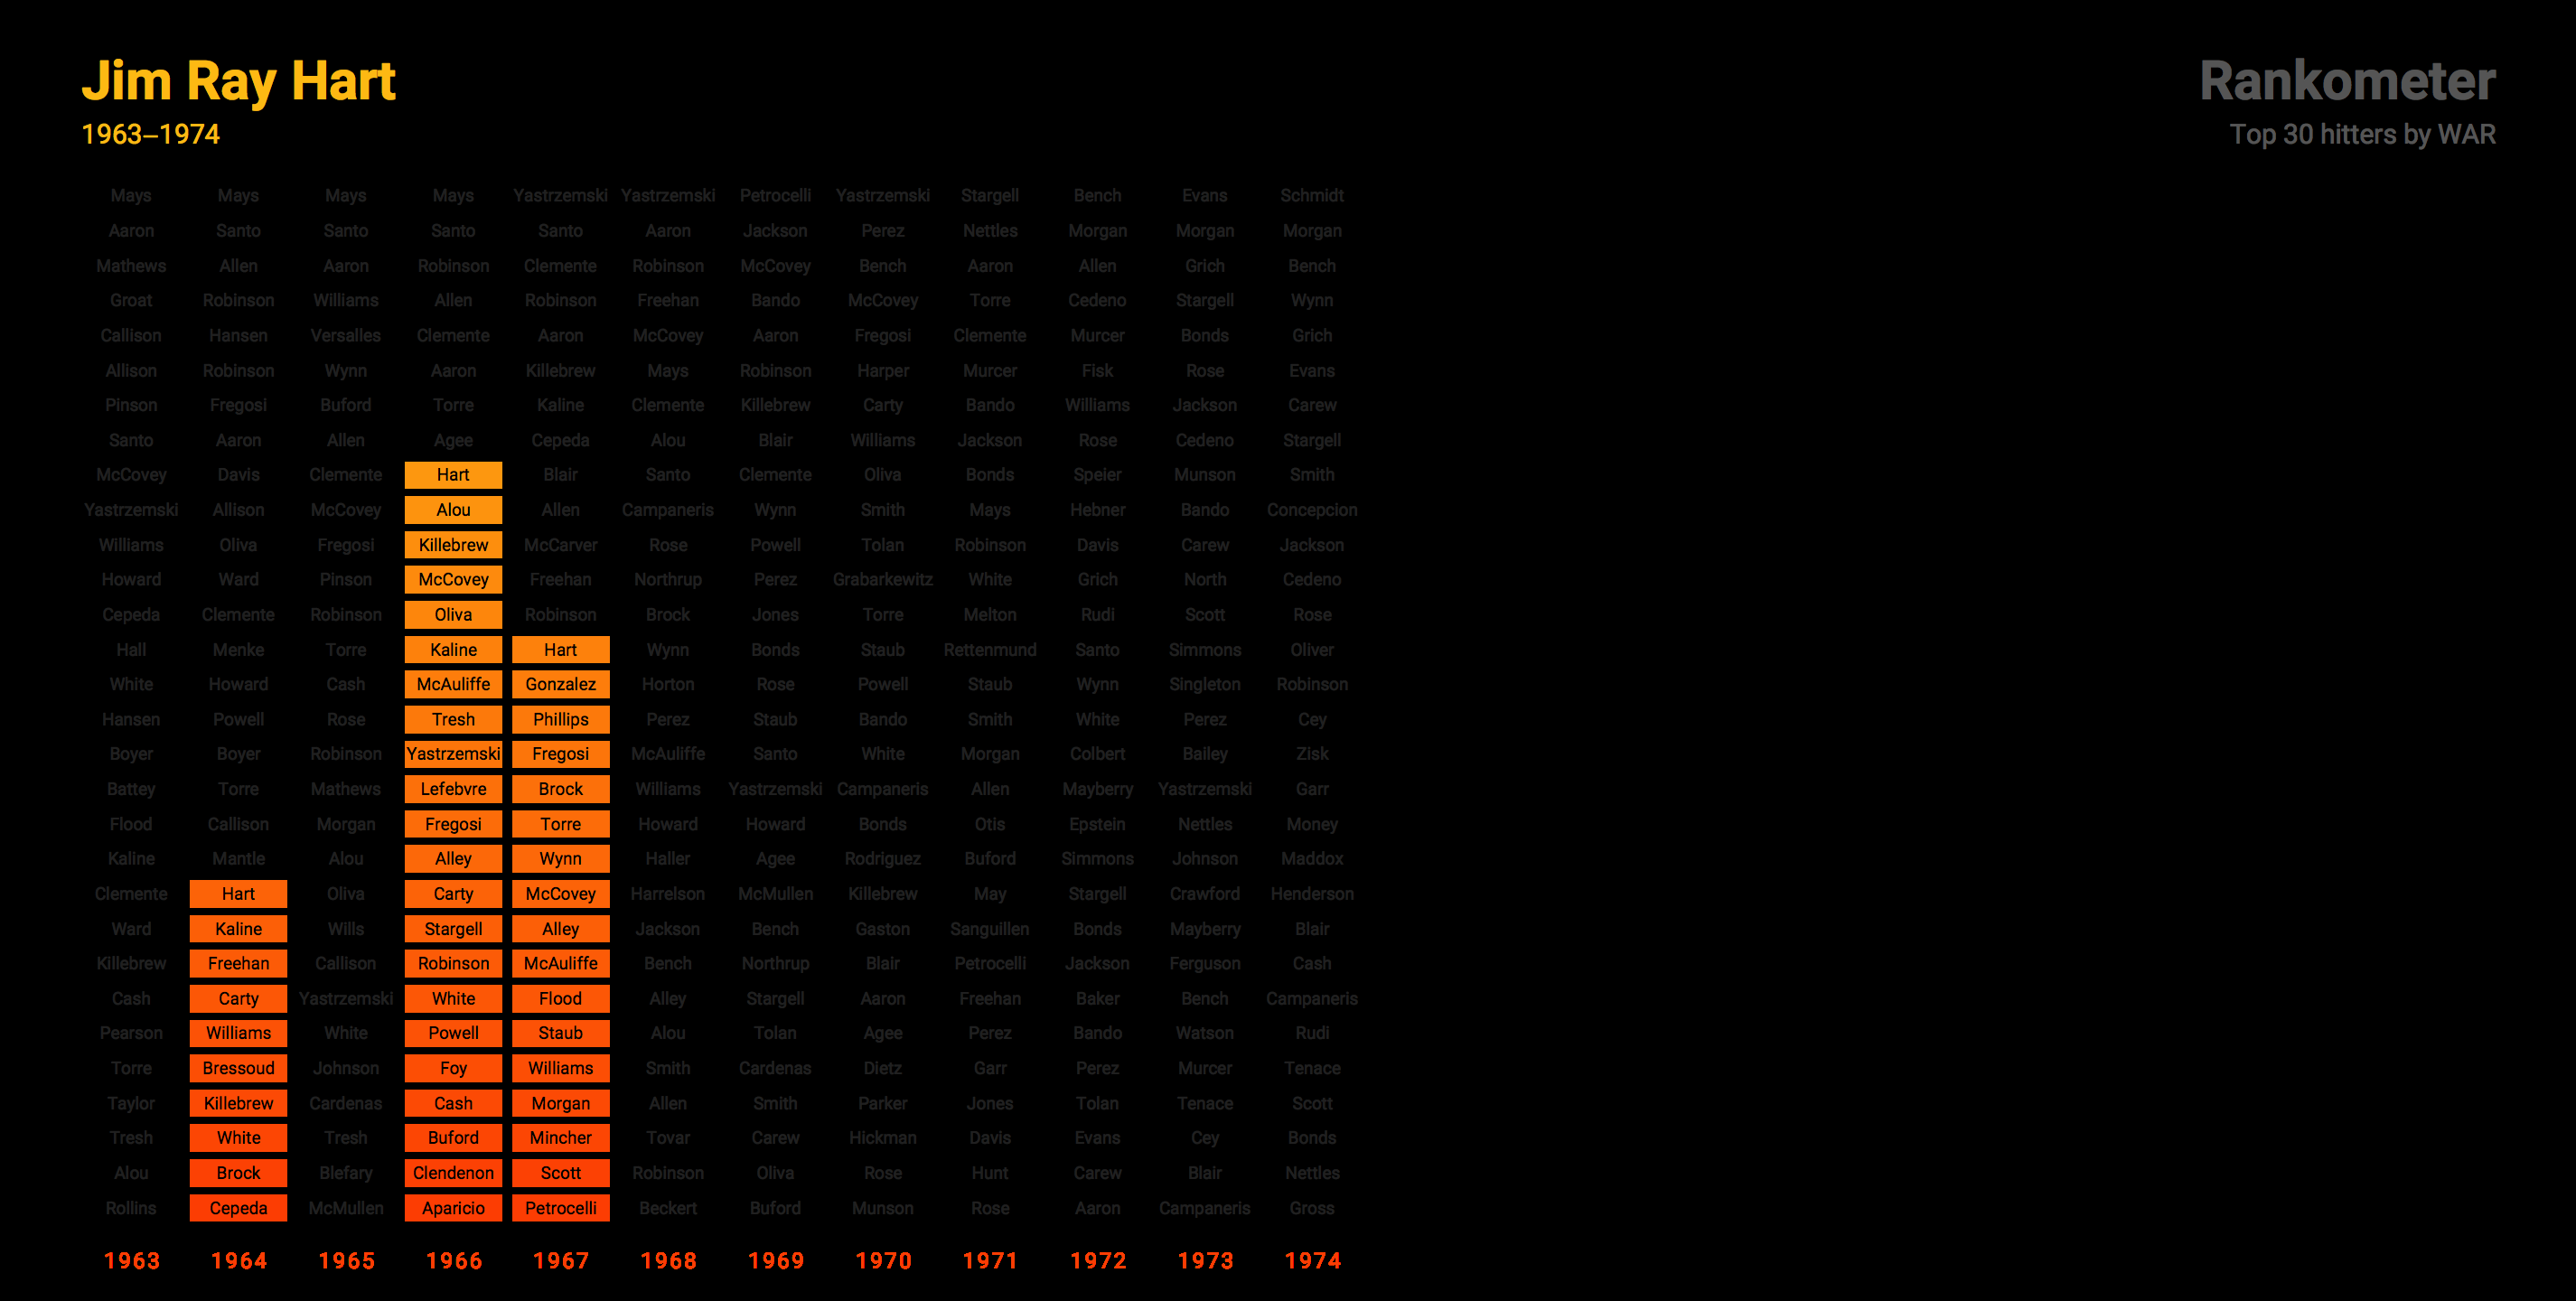 Jim Ray Hart
1963–1974
Rankometer
Top 30 hitters by WAR
Mays Mays Mays Mays Yastrzemski Yastrzemski Petrocelli Yastrzemski Stargell Bench Evans Schmidt
Aaron Santo Santo Santo Santo Aaron Jackson Perez Nettles Morgan Morgan Morgan
Mathews Allen Aaron Robinson Clemente Robinson McCovey Bench Aaron Allen Grich Bench
Groat Robinson Williams Allen Robinson Freehan Bando McCovey Torre Cedeno Stargell Wynn
Callison Hansen Versalles Clemente Aaron McCovey Aaron Fregosi Clemente Murcer Bonds Grich
Allison Robinson Wynn Aaron Killebrew Mays Robinson Harper Murcer Fisk Rose Evans
Pinson Fregosi Buford Torre Kaline Clemente Killebrew Carty Bando Williams Jackson Carew
Santo Aaron Allen Agee Cepeda Alou Blair Williams Jackson Rose Cedeno Stargell
McCovey Davis Clemente Hart Blair Santo Clemente Oliva Bonds Speier Munson Smith
Yastrzemski Allison McCovey Alou Allen Campaneris Wynn Smith Mays Hebner Bando Concepcion
Williams Oliva Fregosi Killebrew McCarver Rose Powell Tolan Robinson Davis Carew Jackson
Howard Ward Pinson McCovey Freehan Northrup Perez Grabarkewitz White Grich North Cedeno
Cepeda Clemente Robinson Oliva Robinson Brock Jones Torre Melton Rudi Scott Rose
Hall Menke Torre Kaline Hart Wynn Bonds Staub Rettenmund Santo Simmons Oliver
White Howard Cash McAuliffe Gonzalez Horton Rose Powell Staub Wynn Singleton Robinson
Hansen Powell Rose Tresh Phillips Perez Staub Bando Smith White Perez Cey
Boyer Boyer Robinson Yastrzemski Fregosi McAuliffe Santo White Morgan Colbert Bailey Zisk
Battey Torre Mathews Lefebvre Brock Williams Yastrzemski Campaneris Allen Mayberry Yastrzemski Garr
Flood Callison Morgan Fregosi Torre Howard Howard Bonds Otis Epstein Nettles Money
Kaline Mantle Alou Alley Wynn Haller Agee Rodriguez Buford Simmons Johnson Maddox
Clemente Hart Oliva Carty McCovey Harrelson McMullen Killebrew May Stargell Crawford Henderson
Ward Kaline Wills Stargell Alley Jackson Bench Gaston Sanguillen Bonds Mayberry Blair
Killebrew Freehan Callison Robinson McAuliffe Bench Northrup Blair Petrocelli Jackson Ferguson Cash
Cash Carty Yastrzemski White Flood Alley Stargell Aaron Freehan Baker Bench Campaneris
Pearson Williams White Powell Staub Alou Tolan Agee Perez Bando Watson Rudi
Torre Bressoud Johnson Foy Williams Smith Cardenas Dietz Garr Perez Murcer Tenace
Taylor Killebrew Cardenas Cash Morgan Allen Smith Parker Jones Tolan Tenace Scott
Tresh White Tresh Buford Mincher Tovar Carew Hickman Davis Evans Cey Bonds
Alou Brock Blefary Clendenon Scott Robinson Oliva Rose Hunt Carew Blair Nettles
Rollins Cepeda McMullen Aparicio Petrocelli Beckert Buford Munson Rose Aaron Campaneris Gross
1963 1964 1965 1966 1967 1968 1969 1970 1971 1972 1973 1974